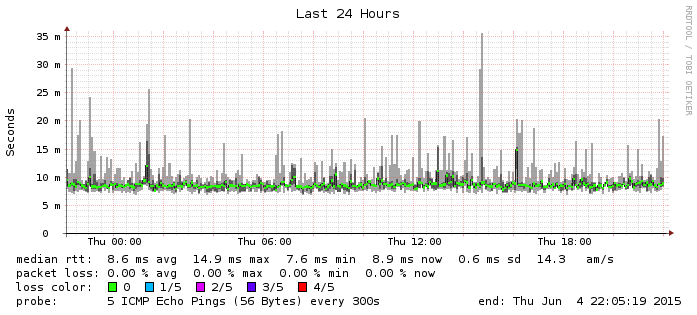 Last 24 Hours
RRDTOOL / TOBI OETIKER
Seconds
35 m
30 m
25 m
20 m
15 m
10 m
5 m
0
Thu 00:00 Thu 06:00 Thu 12:00 Thu 18:00
median rtt: 8.6 ms avg 14.9 ms max 7.6 ms min 8.9 ms now 0.6 ms sd 14.3 am/s
packet loss: 0.00 % avg 0.00 % max 0.00 % min 0.00 % now
loss color: 0 1/5 2/5 3/5 4/5
probe: 5 ICMP Echo Pings (56 Bytes) every 300s end: Thu Jun 4 22:05:19 2015